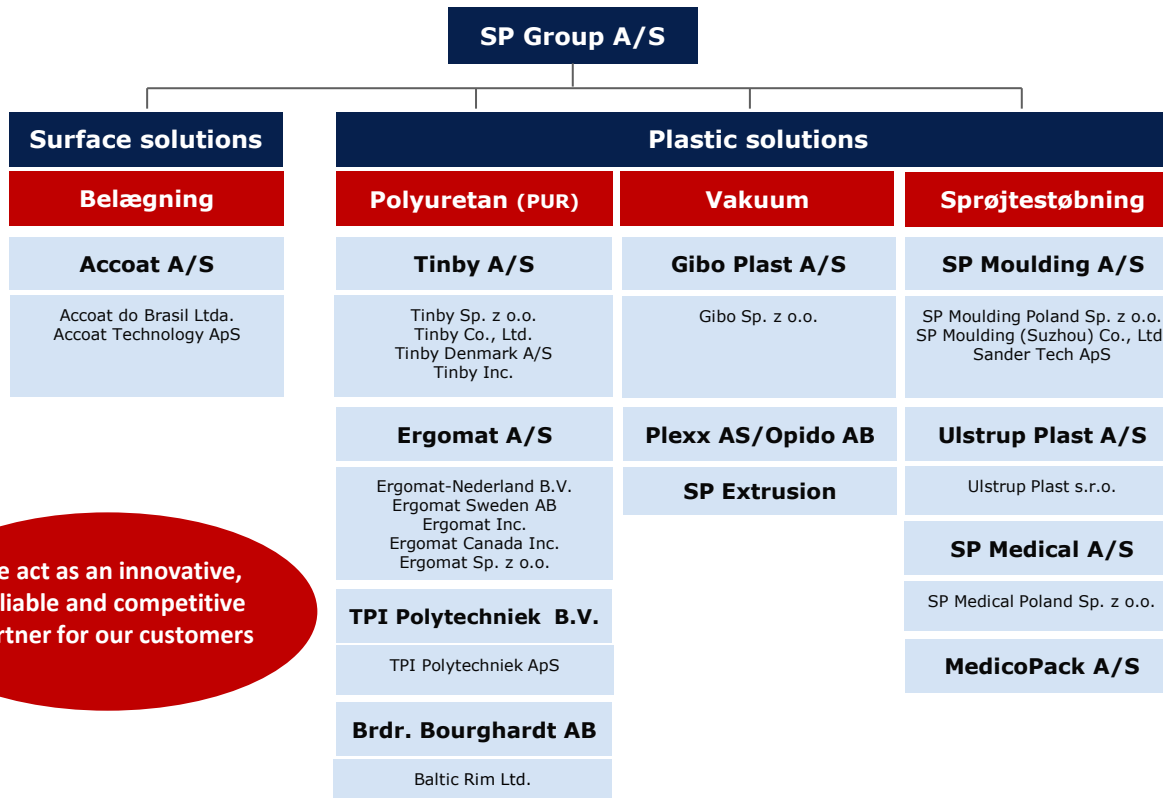 SP Group A/S
Surface solutions
Belægning
Accoat A/S
Accoat do Brasil Ltda.
Accoat Technology ApS
Plastic solutions
Polyuretan (PUR)
Tinby A/S
Tinby Sp. z o.o.
Tinby Co., Ltd.
Tinby Denmark A/S
Tinby Inc.
Ergomat A/S
Ergomat-Nederland B.V.
Ergomat Sweden AB
Ergomat Inc.
Ergomat Canada Inc.
Ergomat Sp. z o.o.
TPI Polytechniek B.V.
TPI Polytechniek ApS
Brdr. Bourghardt AB
Baltic Rim Ltd.
Vakuum
Gibo Plast A/S
Gibo Sp. z o.o.
Plexx AS/Opido AB
SP Extrusion
Sprøjtestøbning
SP Moulding A/S
SP Moulding Poland Sp. z o.o.
SP Moulding (Suzhou) Co., Ltd
Sander Tech ApS
Ulstrup Plast A/S
Ulstrup Plast s.r.o.
SP Medical A/S
SP Medical Poland Sp. z o.o.
MedicoPack A/S
e act as an innovative,
liable and competitive
rtner for our customers